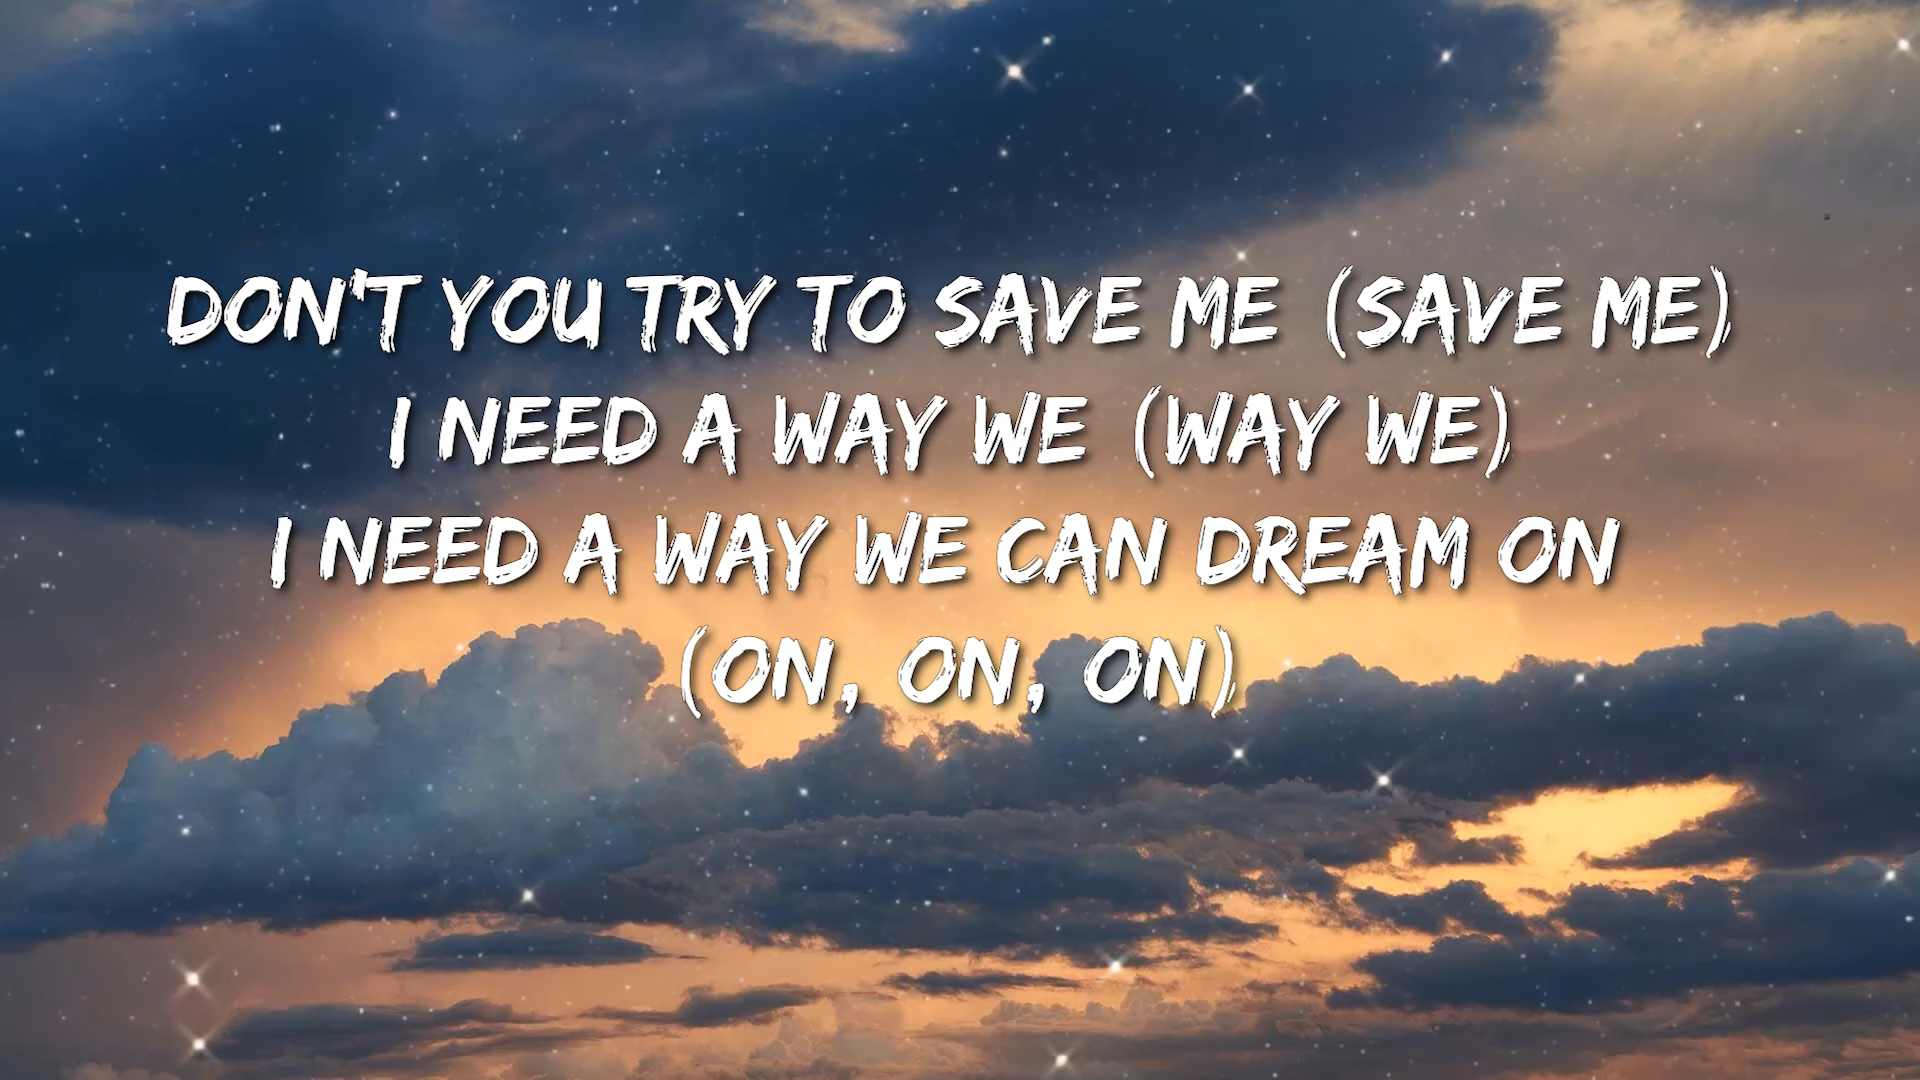 DON'T YOU TRY TO SAVE ME (SAVE ME)
I NEED A WAY WE (WAY WE)
I NEED A WAY WE CAN DREAM ON
(ON, ON, ON)